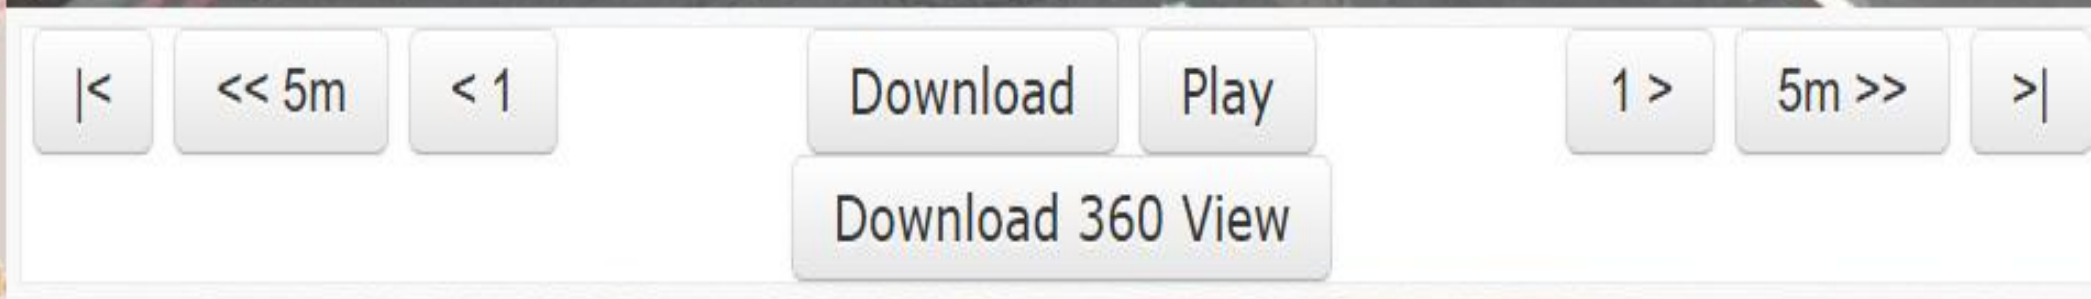 |< << 5m < 1 Download Play 1 > 5m >> >|
Download 360 View